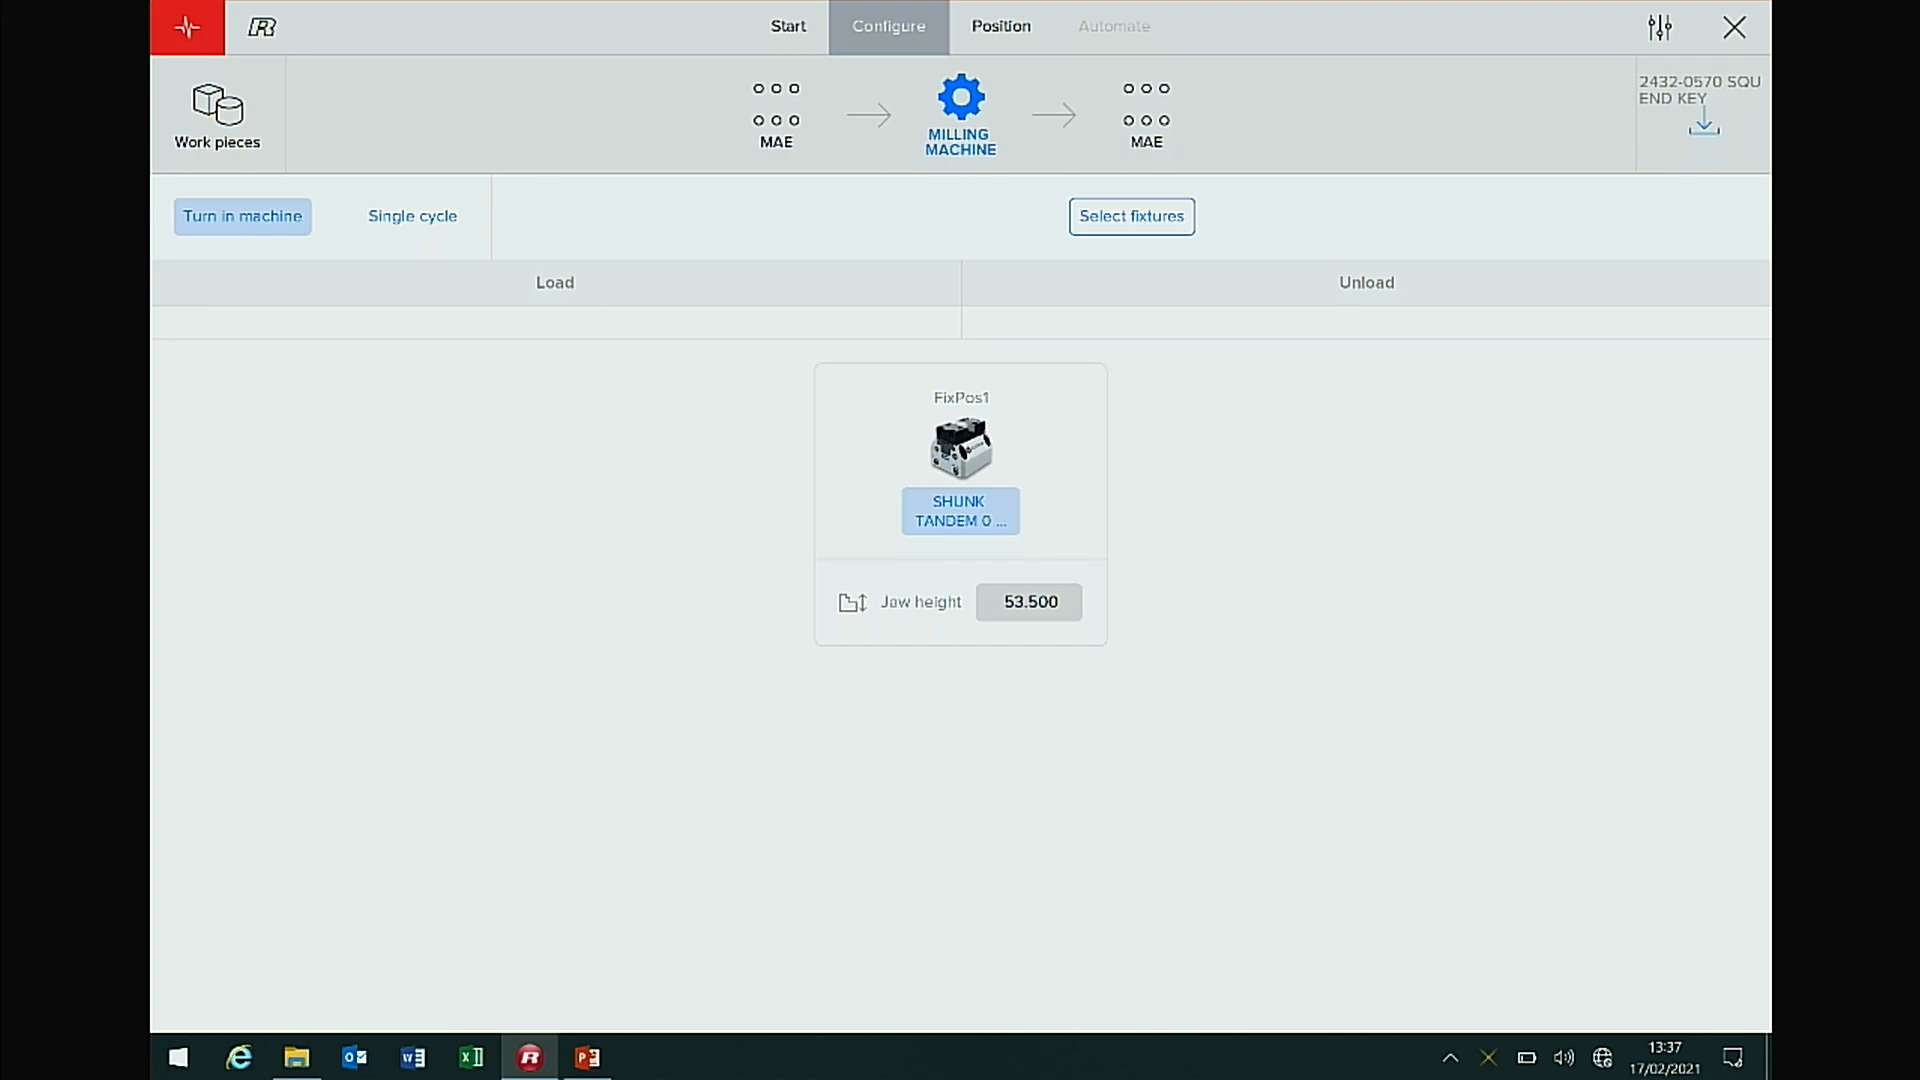 Start
Configure
Position
Automate
Work pieces
MAE
MILLING
MACHINE
MAE
2432-0570 SQU
END KEY
Turn in machine
Single cycle
Select fixtures
Load
Unload
FixPos1
SHUNK
TANDEM 0 ...
Jaw height
53.500
13:37
17/02/2021